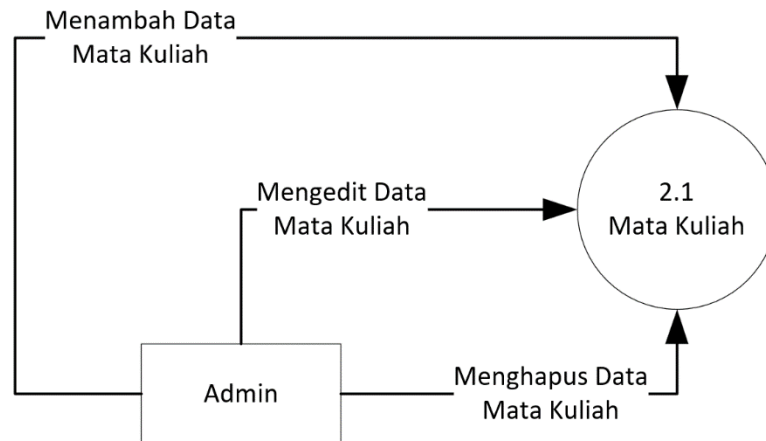 Menambah Data
Mata Kuliah
Mengedit Data
Mata Kuliah
2.1
Mata Kuliah
Admin
Menghapus Data
Mata Kuliah